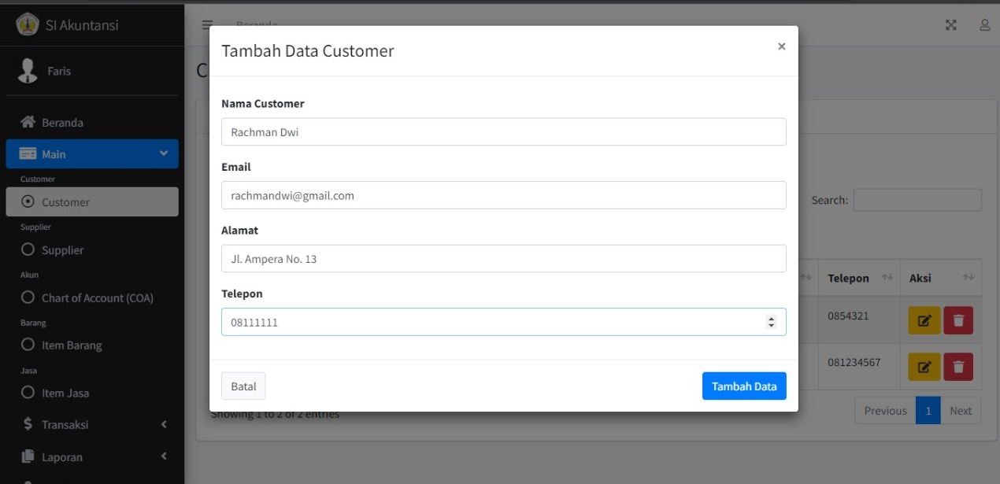 SI Akuntansi
Beranda
Faris
C
Beranda
Main
Customer
Customer
Supplier
Supplier
Akun
Chart of Account (COA)
Barang
Item Barang
Jasa
Item Jasa
Transaksi
Laporan
Tambah Data Customer
×
Nama Customer
Rachman Dwi
Email
rachmandwi@gmail.com
Alamat
Jl. Ampera No. 13
Telepon
08111111
Batal
Tambah Data
Search:
Telepon
Aksi
0854321
081234567
Showing 1 to 2 of 2 entries
Previous
1
Next